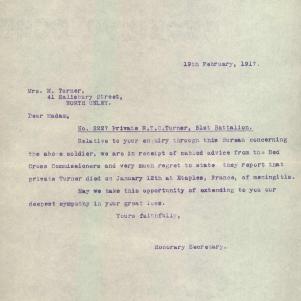 19th February, 1917.
Mrs. M. Turner,
41 Salisbury Street,
NORTH UNLEY.
Dear Madam,
No. 2227 Private R.T.C.Turner, 51st Battalion.
Relative to your enquiry through this Bureau concerning
the above soldier, we are in receipt of cabled advice from the Red
Cross Commissioners and very much regret to state they report that
private Turner died on January 12th at Etaples, France, of meningitis.
May we take this opportunity of extending to you our
deepest sympathy in your great loss.
Yours faithfully,
Honorary Secretary.